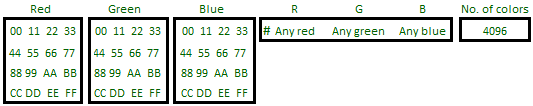 Red Green Blue R G B No. of colors
00 11 22 33 00 11 22 33 00 11 22 33 # Any red Any green Any blue 4096
44 55 66 77 44 55 66 77 44 55 66 77
88 99 AA BB 88 99 AA BB 88 99 AA BB
CC DD EE FF CC DD EE FF CC DD EE FF